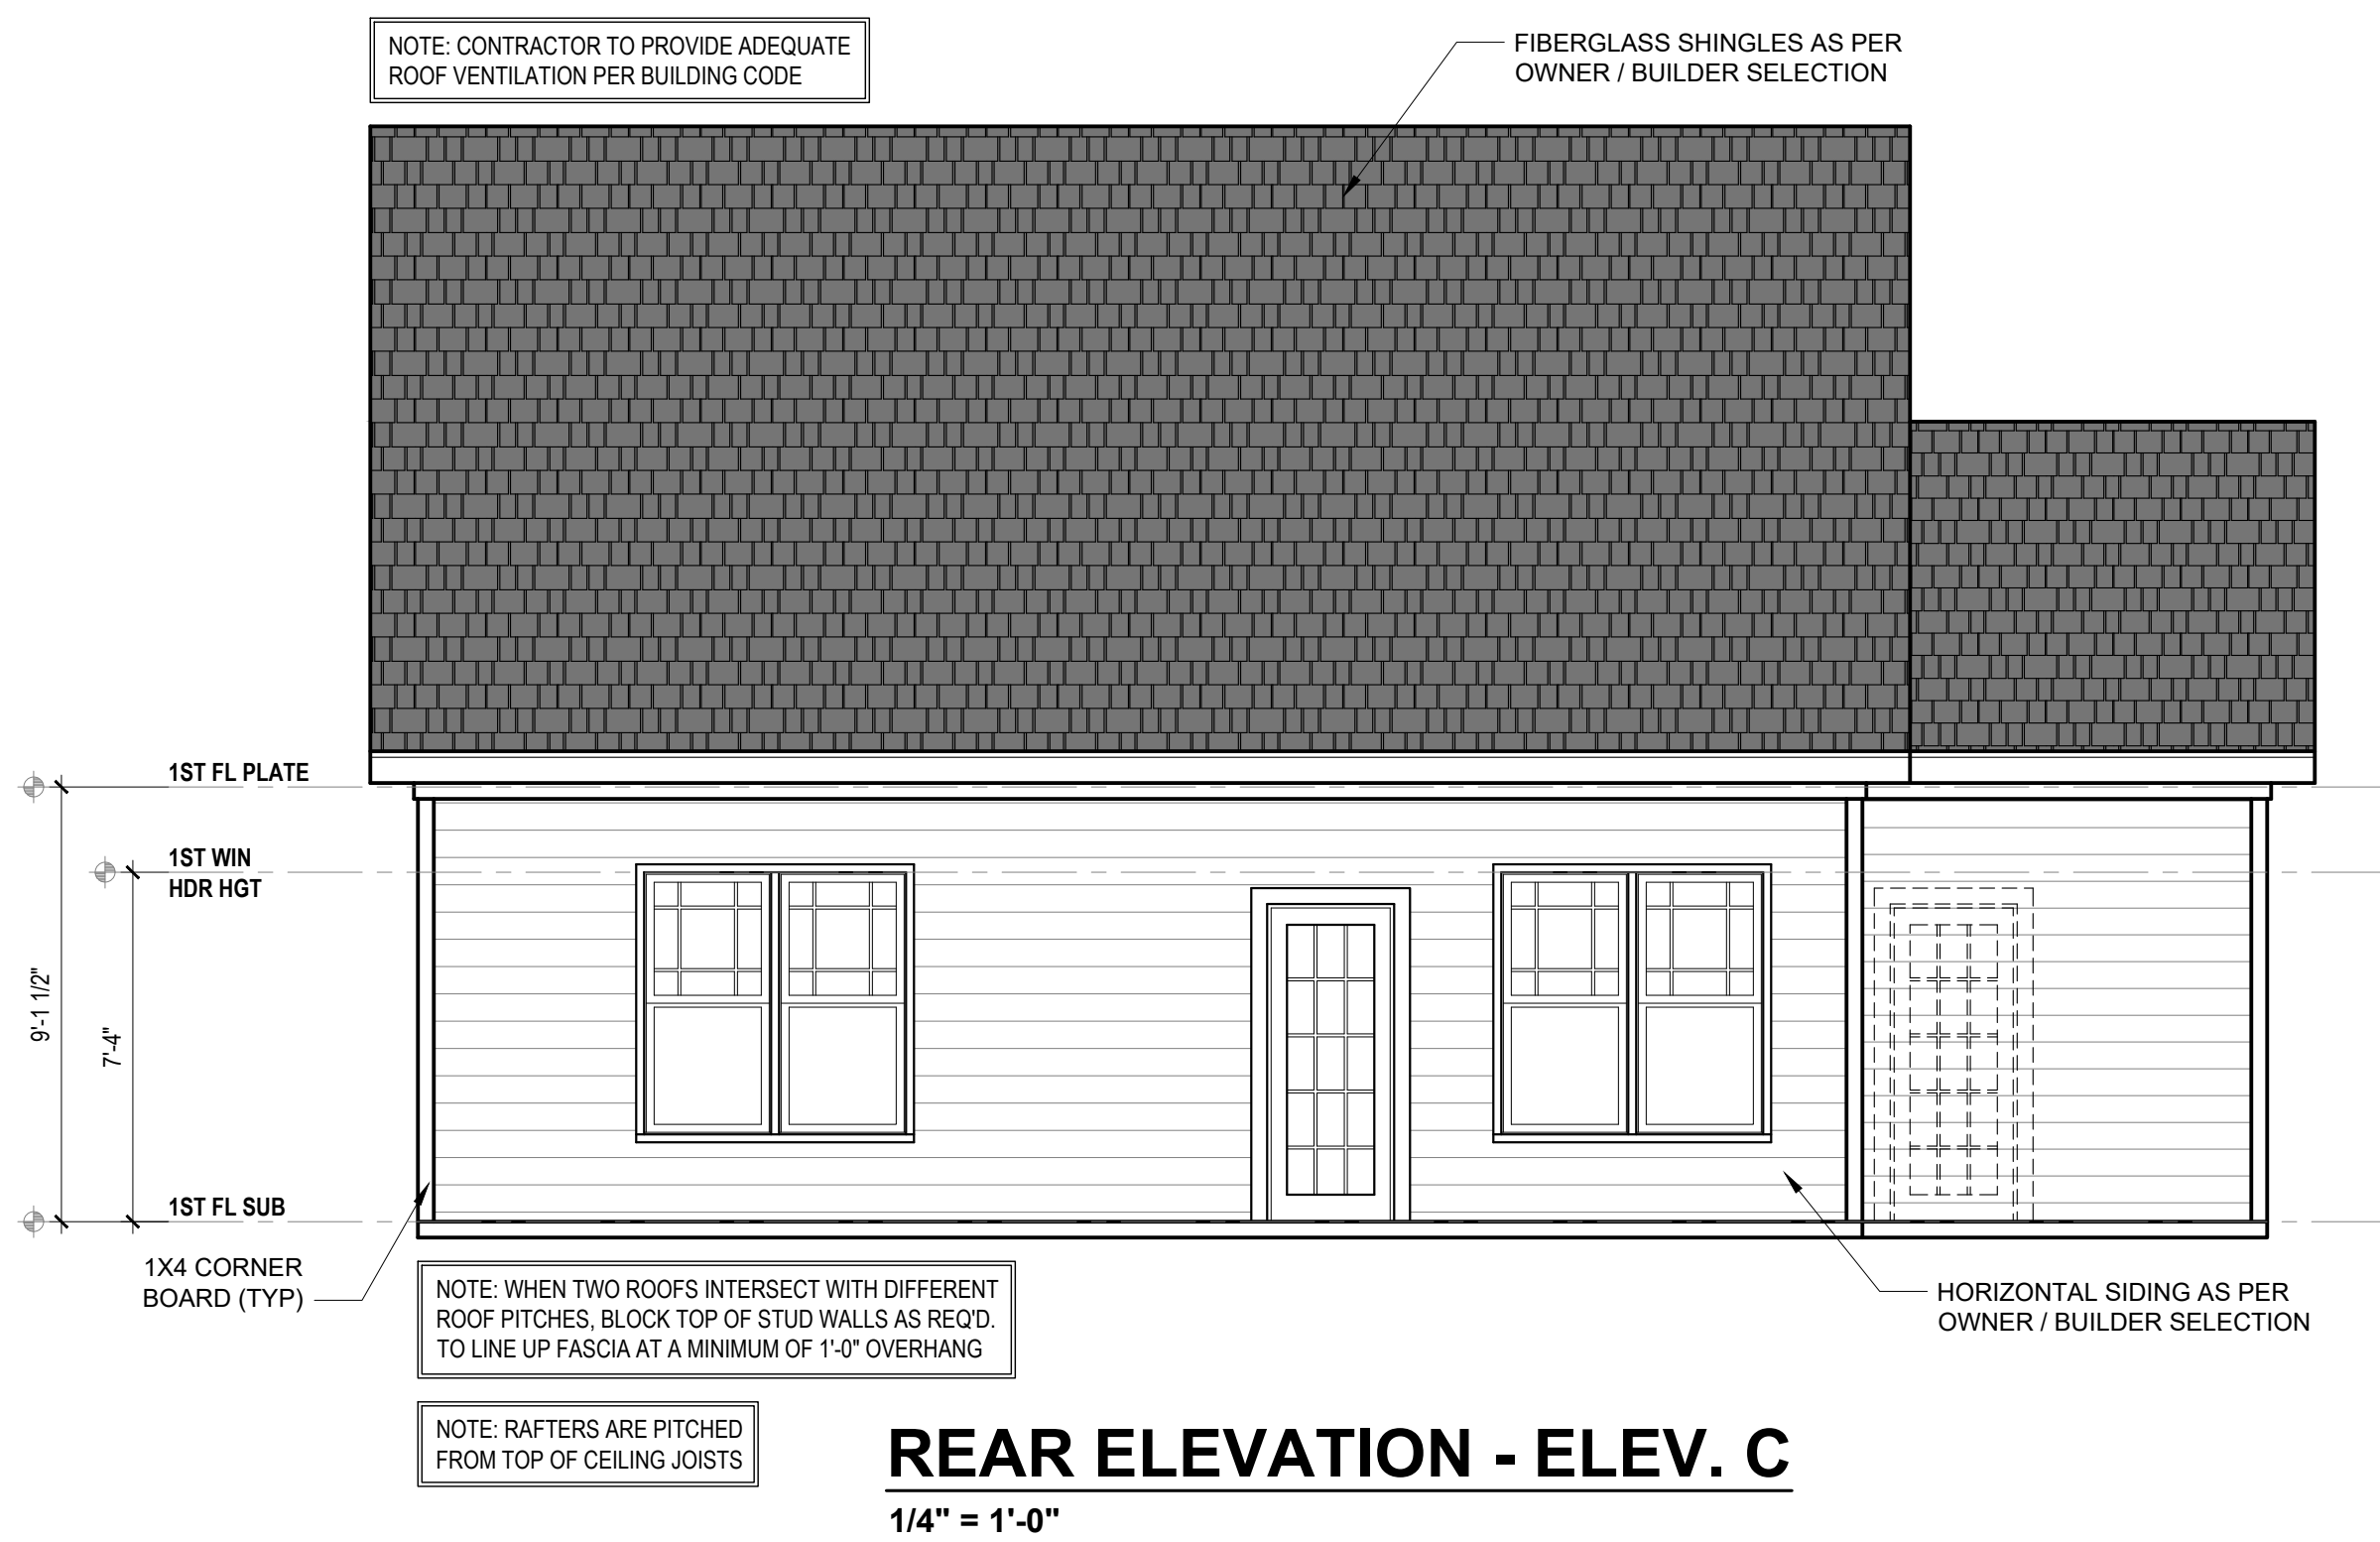 NOTE: CONTRACTOR TO PROVIDE ADEQUATE
ROOF VENTILATION PER BUILDING CODE
FIBERGLASS SHINGLES AS PER
OWNER / BUILDER SELECTION
1ST FL PLATE
1ST WIN
HDR HGT
9'-1 1/2"
7'-4"
1ST FL SUB
1X4 CORNER
BOARD (TYP)
NOTE: WHEN TWO ROOFS INTERSECT WITH DIFFERENT
ROOF PITCHES, BLOCK TOP OF STUD WALLS AS REQ'D.
TO LINE UP FASCIA AT A MINIMUM OF 1'-0" OVERHANG
HORIZONTAL SIDING AS PER
OWNER / BUILDER SELECTION
NOTE: RAFTERS ARE PITCHED
FROM TOP OF CEILING JOISTS
REAR ELEVATION - ELEV. C
1/4" = 1'-0"